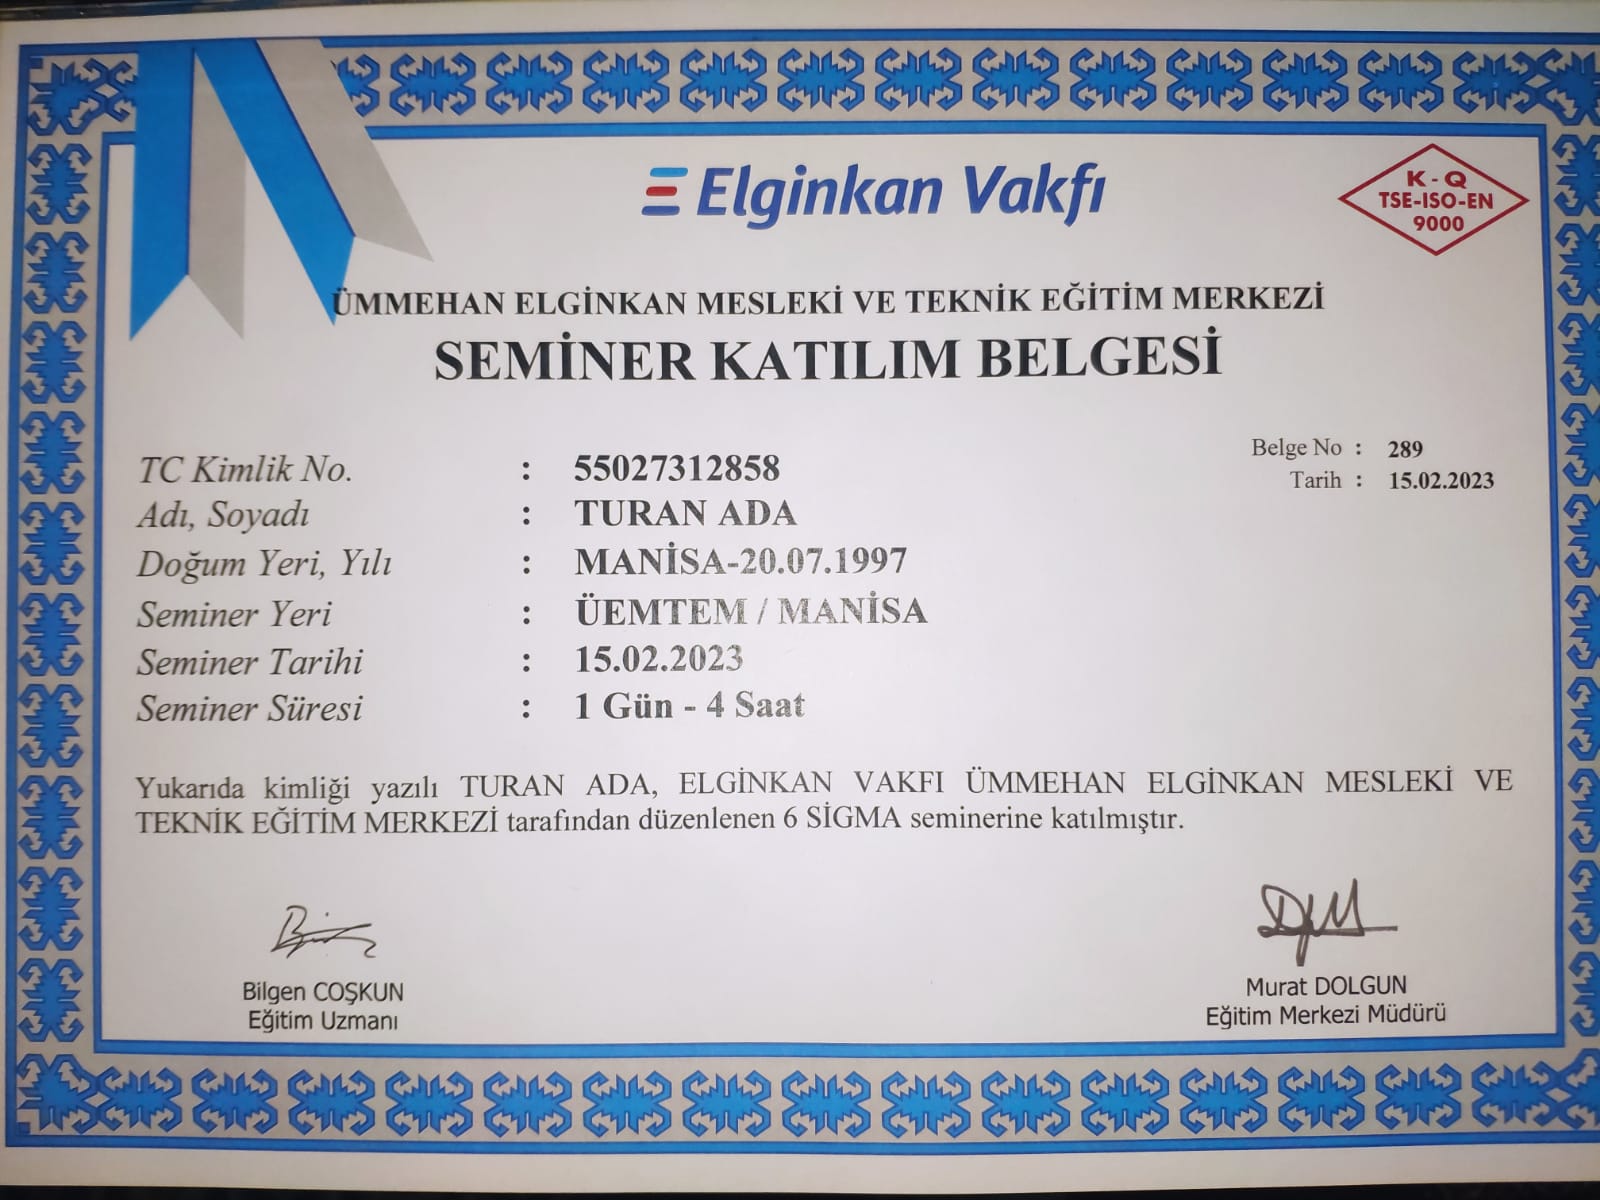 Elginkan Vakfı
K - Q
TSE-ISO-EN
9000
ÜMMEHAN ELGİNKAN MESLEKİ VE TEKNİK EĞİTİM MERKEZİ
SEMİNER KATILIM BELGESİ
Belge No : 289
Tarih : 15.02.2023
TC Kimlik No. : 55027312858
Adı, Soyadı : TURAN ADA
Doğum Yeri, Yılı : MANİSA-20.07.1997
Seminer Yeri : ÜEMTEM / MANİSA
Seminer Tarihi : 15.02.2023
Seminer Süresi : 1 Gün - 4 Saat
Yukarıda kimliği yazılı TURAN ADA, ELGİNKAN VAKFI ÜMMEHAN ELGİNKAN MESLEKİ VE
TEKNİK EĞİTİM MERKEZİ tarafından düzenlenen 6 SİGMA seminerine katılmıştır.
Bilgen COŞKUN
Eğitim Uzmanı
Murat DOLGUN
Eğitim Merkezi Müdürü